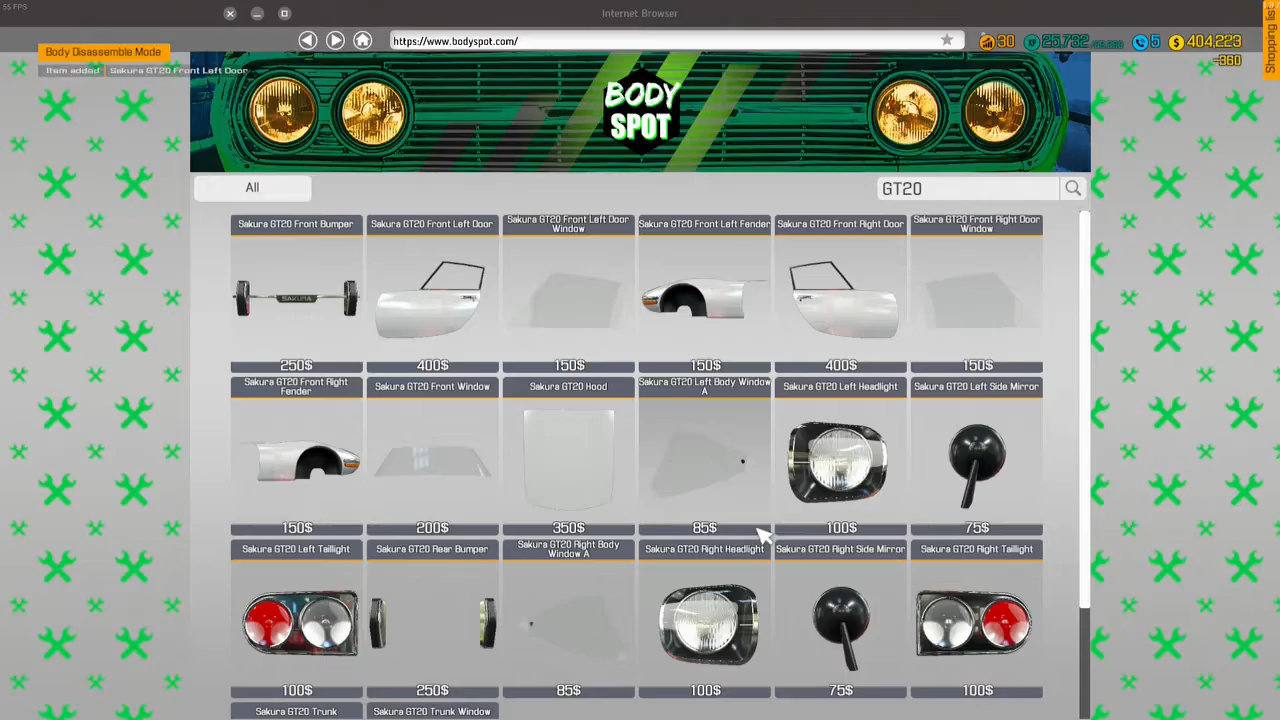 55 FPS
Internet Browser
Shopping list
https://www.bodyspot.com/
30
25,732
5
404,223
-360
Body Disassemble Mode
Item added
Sakura GT20 Front Left Door
BODY
SPOT
All
GT20
Sakura GT20 Front Bumper
Sakura GT20 Front Left Door
Sakura GT20 Front Left Door
Window
Sakura GT20 Front Left Fender
Sakura GT20 Front Right Door
Sakura GT20 Front Right Door
Window
SAKURA
250$
400$
150$
150$
400$
150$
Sakura GT20 Front Right
Fender
Sakura GT20 Front Window
Sakura GT20 Hood
Sakura GT20 Left Body Window
A
Sakura GT20 Left Headlight
Sakura GT20 Left Side Mirror
150$
200$
350$
85$
100$
75$
Sakura GT20 Left Taillight
Sakura GT20 Rear Bumper
Sakura GT20 Right Body
Window A
Sakura GT20 Right Headlight
Sakura GT20 Right Side Mirror
Sakura GT20 Right Taillight
100$
250$
85$
100$
75$
100$
Sakura GT20 Trunk
Sakura GT20 Trunk Window